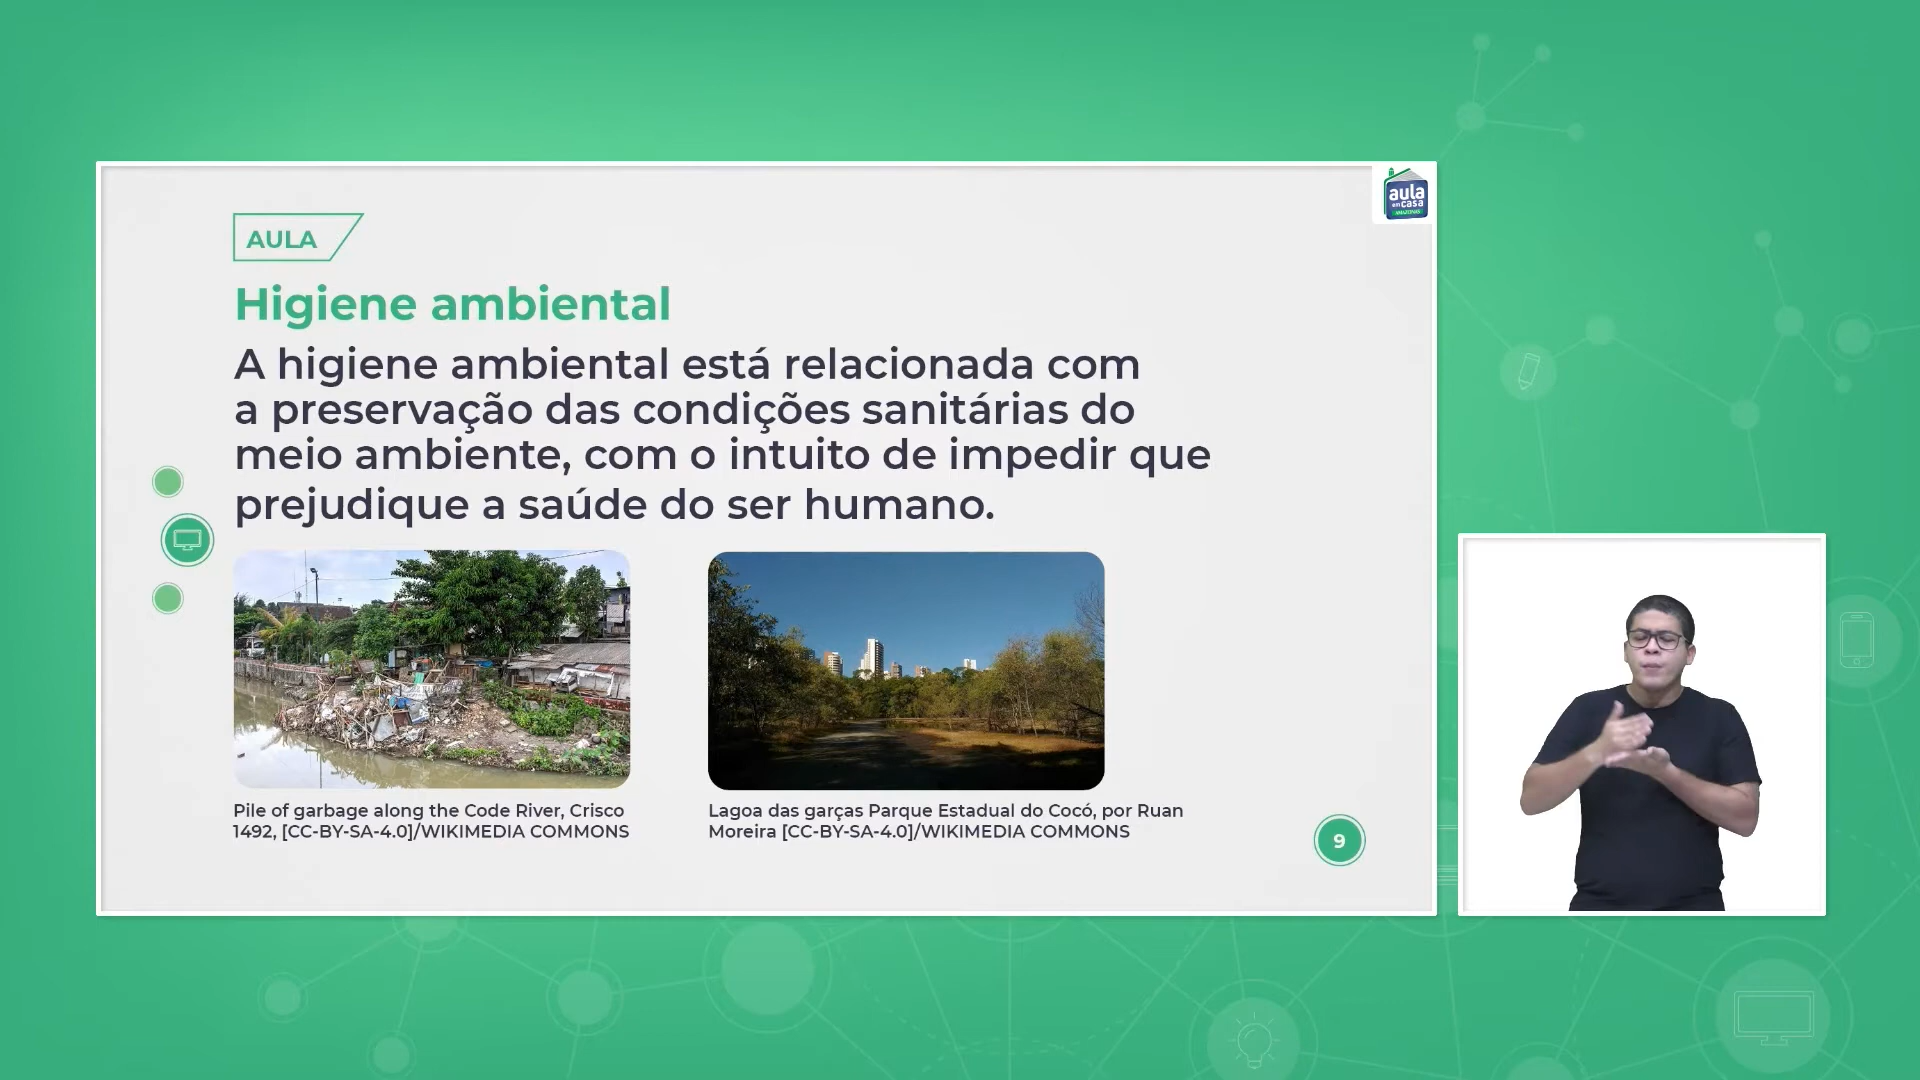 aula
em casa
AMAZONAS
AULA
Higiene ambiental
A higiene ambiental está relacionada com
a preservação das condições sanitárias do
meio ambiente, com o intuito de impedir que
prejudique a saúde do ser humano.
Pile of garbage along the Code River, Crisco
1492, [CC-BY-SA-4.0]/WIKIMEDIA COMMONS
Lagoa das garças Parque Estadual do Cocó, por Ruan
Moreira [CC-BY-SA-4.0]/WIKIMEDIA COMMONS
9